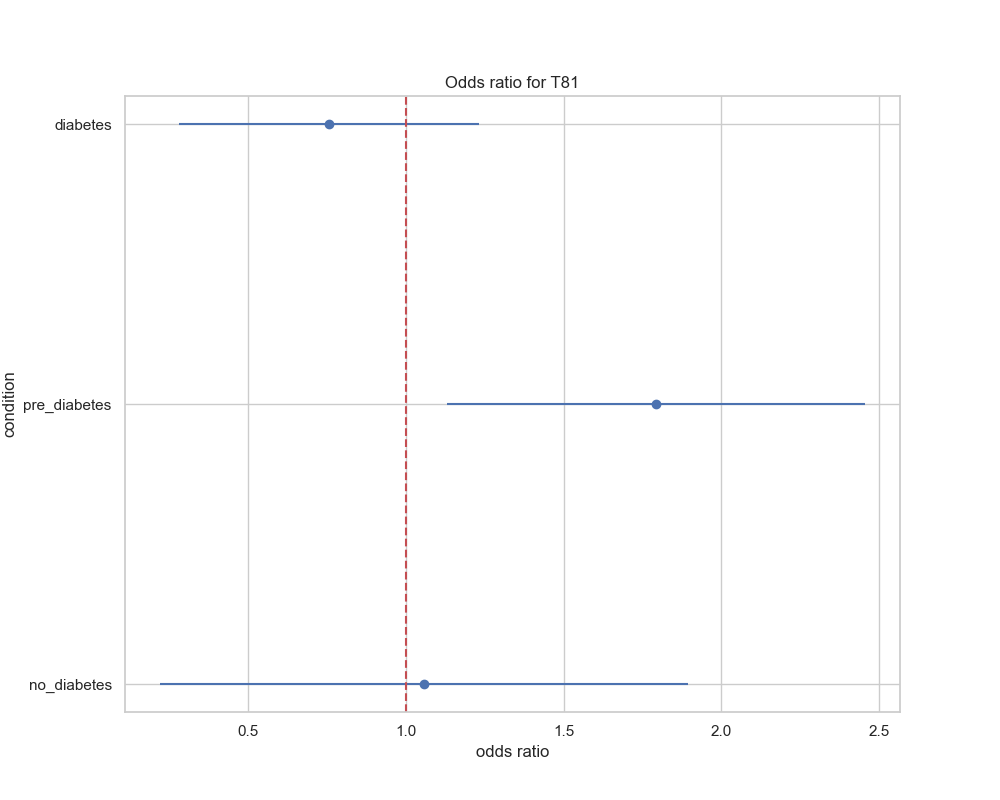 Odds ratio for T81
diabetes
pre_diabetes
no_diabetes
condition
0.5 1.0 1.5 2.0 2.5
odds ratio